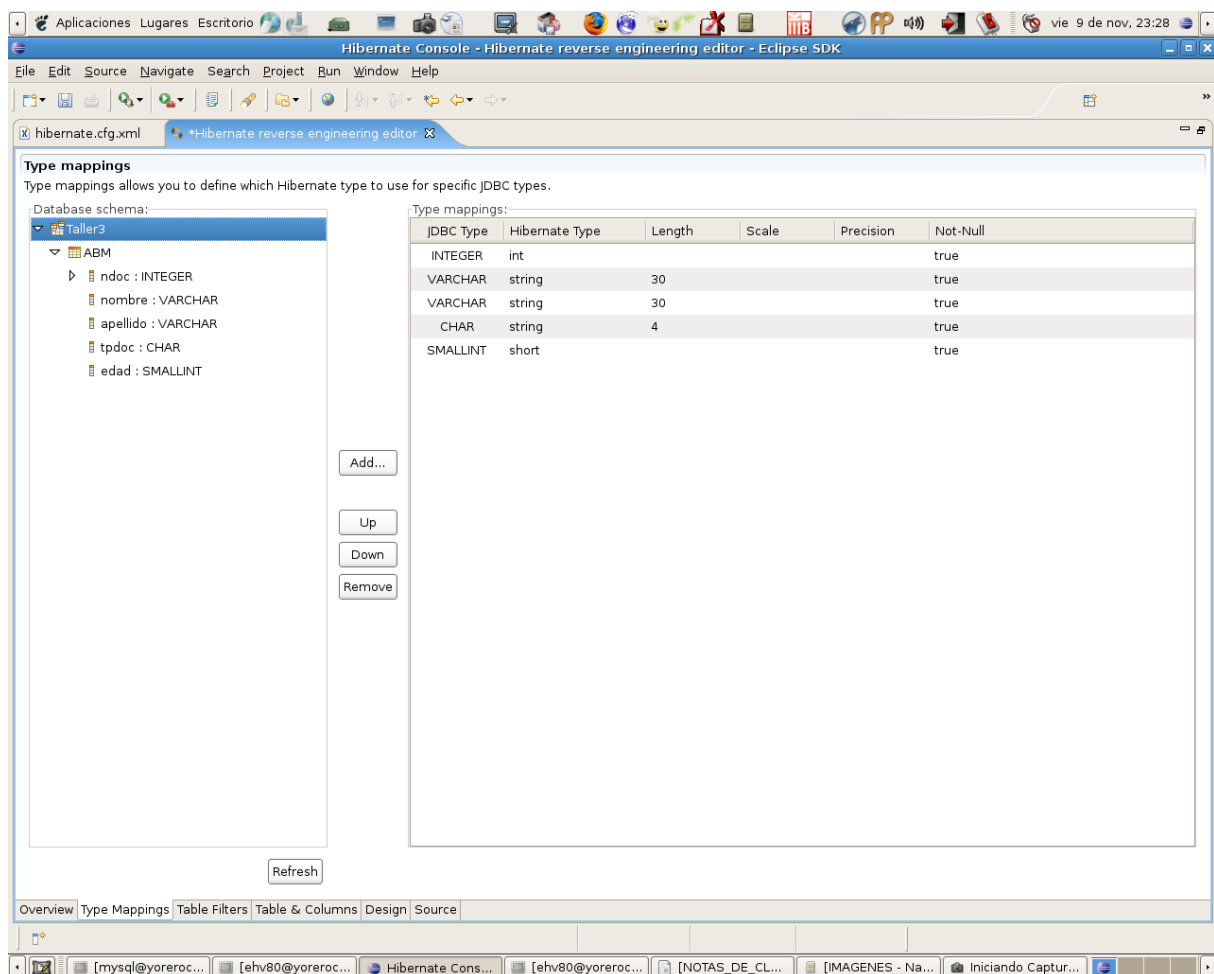 Aplicaciones Lugares Escritorio vie 9 de nov, 23:28
Hibernate Console - Hibernate reverse engineering editor - Eclipse SDK
File Edit Source Navigate Search Project Run Window Help
hibernate.cfg.xml *Hibernate reverse engineering editor
Type mappings
Type mappings allows you to define which Hibernate type to use for specific JDBC types.
Database schema:
Taller3
ABM
ndoc : INTEGER
nombre : VARCHAR
apellido : VARCHAR
tpdoc : CHAR
edad : SMALLINT
Add...
Up
Down
Remove
Refresh
Type mappings:
JDBC Type Hibernate Type Length Scale Precision Not-Null
INTEGER int true
VARCHAR string 30 true
VARCHAR string 30 true
CHAR string 4 true
SMALLINT short true
Overview Type Mappings Table Filters Table & Columns Design Source
[mysql@yoreroc... [ehv80@yoreroc... Hibernate Cons... [ehv80@yoreroc... [NOTAS_DE_CL... [IMAGENES - Na... Iniciando Captur...